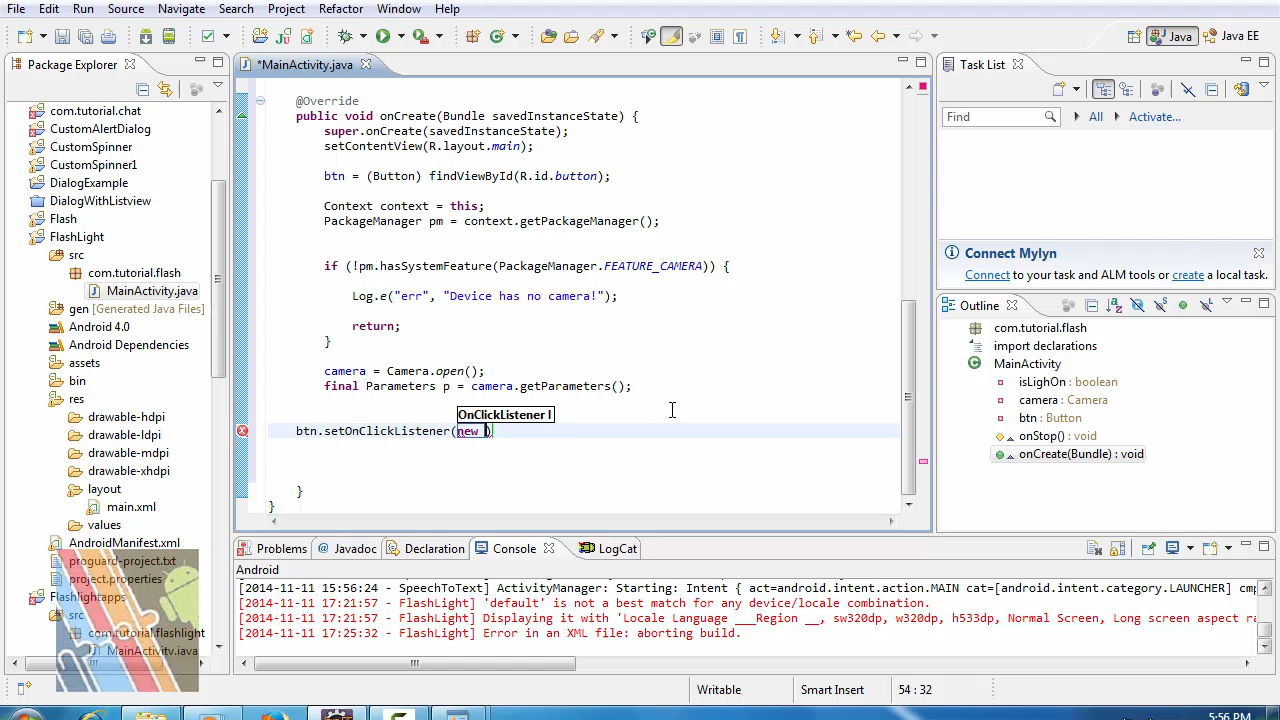 File Edit Run Source Navigate Search Project Refactor Window Help
Java Java EE
Package Explorer
com.tutorial.chat
CustomAlertDialog
CustomSpinner
CustomSpinner1
DialogExample
DialogWithListview
Flash
FlashLight
src
com.tutorial.flash
MainActivity.java
gen [Generated Java Files]
Android 4.0
Android Dependencies
assets
bin
res
drawable-hdpi
drawable-ldpi
drawable-mdpi
drawable-xhdpi
layout
main.xml
values
AndroidManifest.xml
proguard-project.txt
project.properties
Flashlightapps
src
com.tutorial.flashlight
MainActivity.java
*MainActivity.java
@Override
public void onCreate(Bundle savedInstanceState) {
super.onCreate(savedInstanceState);
setContentView(R.layout.main);
btn = (Button) findViewById(R.id.button);
Context context = this;
PackageManager pm = context.getPackageManager();
if (!pm.hasSystemFeature(PackageManager.FEATURE_CAMERA)) {
Log.e("err", "Device has no camera!");
return;
}
camera = Camera.open();
final Parameters p = camera.getParameters();
OnClickListener l
btn.setOnClickListener(new )
}
}
Task List
Find All Activate...
Connect Mylyn
Connect to your task and ALM tools or create a local task.
Outline
com.tutorial.flash
import declarations
MainActivity
isLighOn : boolean
camera : Camera
btn : Button
onStop() : void
onCreate(Bundle) : void
Problems Javadoc Declaration Console LogCat
Android
[2014-11-11 15:56:24 - SpeechToText] ActivityManager: Starting: Intent { act=android.intent.action.MAIN cat=[android.intent.category.LAUNCHER] cmp
[2014-11-11 17:21:57 - FlashLight] 'default' is not a best match for any device/locale combination.
[2014-11-11 17:21:57 - FlashLight] Displaying it with 'Locale Language ___Region __, sw320dp, w320dp, h533dp, Normal Screen, Long screen aspect ra
[2014-11-11 17:25:32 - FlashLight] Error in an XML file: aborting build.
Writable Smart Insert 54 : 32
5:56 PM